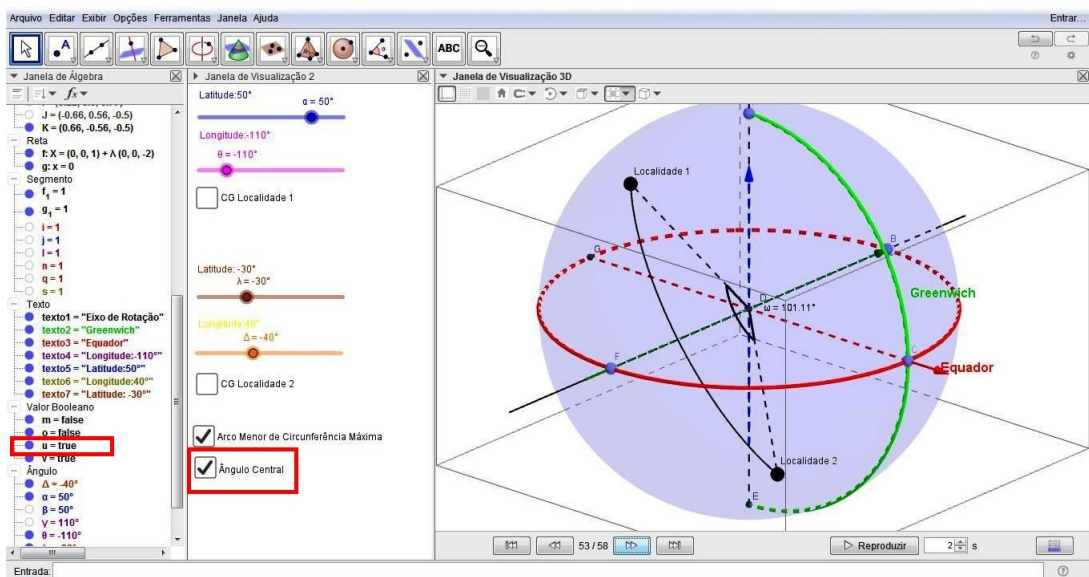 Arquivo Editar Exibir Opções Ferramentas Janela Ajuda
Entrar...
ABC
Janela de Álgebra
Janela de Visualização 2
Janela de Visualização 3D
J = (-0.66, 0.56, -0.5)
K = (0.66, -0.56, -0.5)
Reta
f: X = (0, 0, 1) + λ (0, 0, -2)
g: x = 0
Segmento
f₁ = 1
g₁ = 1
i = 1
j = 1
l = 1
n = 1
q = 1
s = 1
Texto
texto1 = "Eixo de Rotação"
texto2 = "Greenwich"
texto3 = "Equador"
texto4 = "Longitude:-110°"
texto5 = "Latitude:50°"
texto6 = "Longitude:40°"
texto7 = "Latitude: -30°"
Valor Booleano
m = false
o = false
u = true
v = true
Ângulo
Δ = -40°
α = 50°
β = 50°
γ = 110°
θ = -110°
Latitude:50°
α = 50°
Longitude:-110°
θ = -110°
CG Localidade 1
Latitude: -30°
λ = -30°
Longitude:40°
Δ = -40°
CG Localidade 2
Arco Menor de Circunferência Máxima
Ângulo Central
Localidade 1
B
G
D
ω = 101.11°
Greenwich
C
F
Equador
Localidade 2
E
53 / 58
Reproduzir
2
s
Entrada: